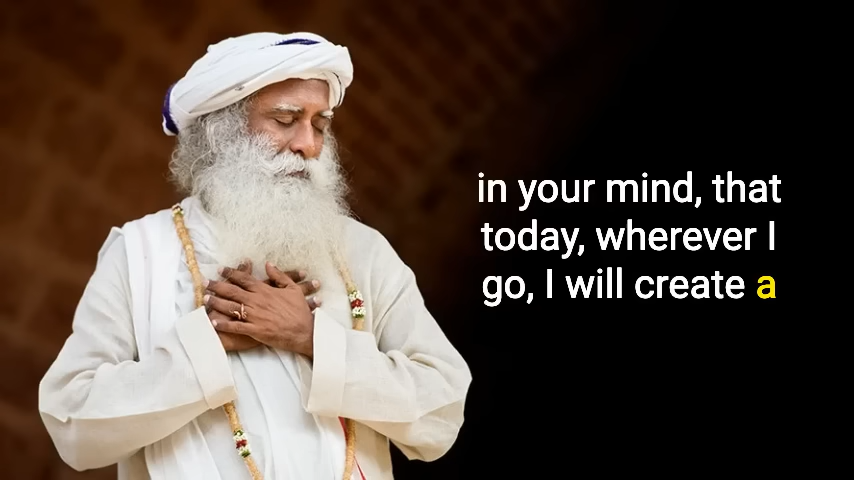 in your mind, that
today, wherever I
go, I will create a